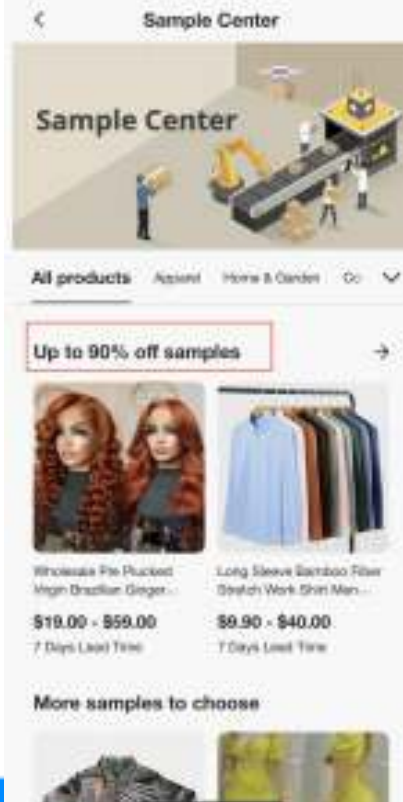 Sample Center
Sample Center
All products Apparel Home & Garden Co
Up to 90% off samples
Wholesale Pre Plucked
Virgin Brazilian Ginger...
$19.00 - $59.00
7 Days Lead Time
Long Sleeve Bamboo Fiber
Stretch Work Shirt Men...
$9.90 - $40.00
7 Days Lead Time
More samples to choose